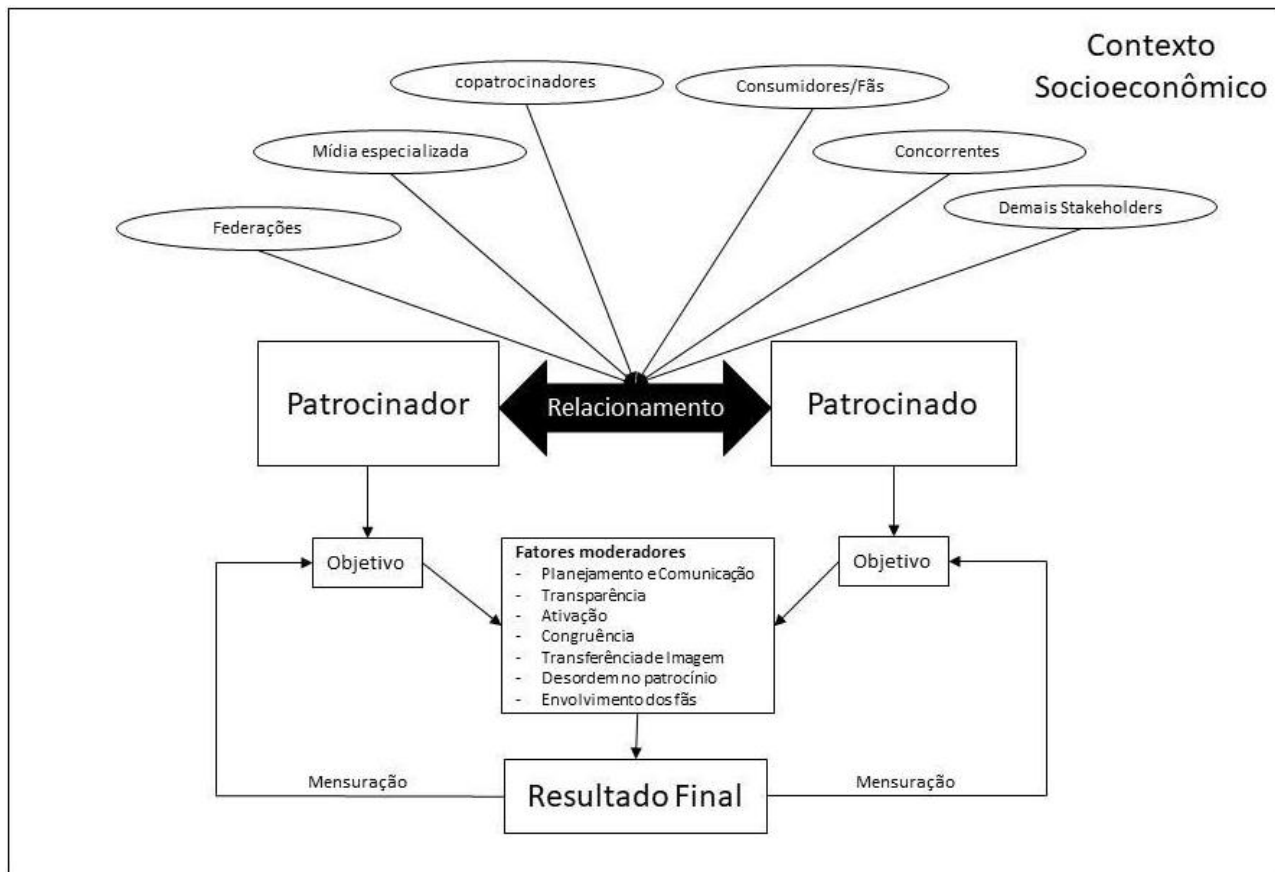 Contexto
Socioeconômico
copatrocinadores
Consumidores/Fãs
Mídia especializada
Concorrentes
Federações
Demais Stakeholders
Patrocinador
Relacionamento
Patrocinado
Objetivo
Fatores moderadores
- Planejamento e Comunicação
- Transparência
- Ativação
- Congruência
- Transferência de Imagem
- Desordem no patrocínio
- Envolvimento dos fãs
Objetivo
Mensuração
Resultado Final
Mensuração